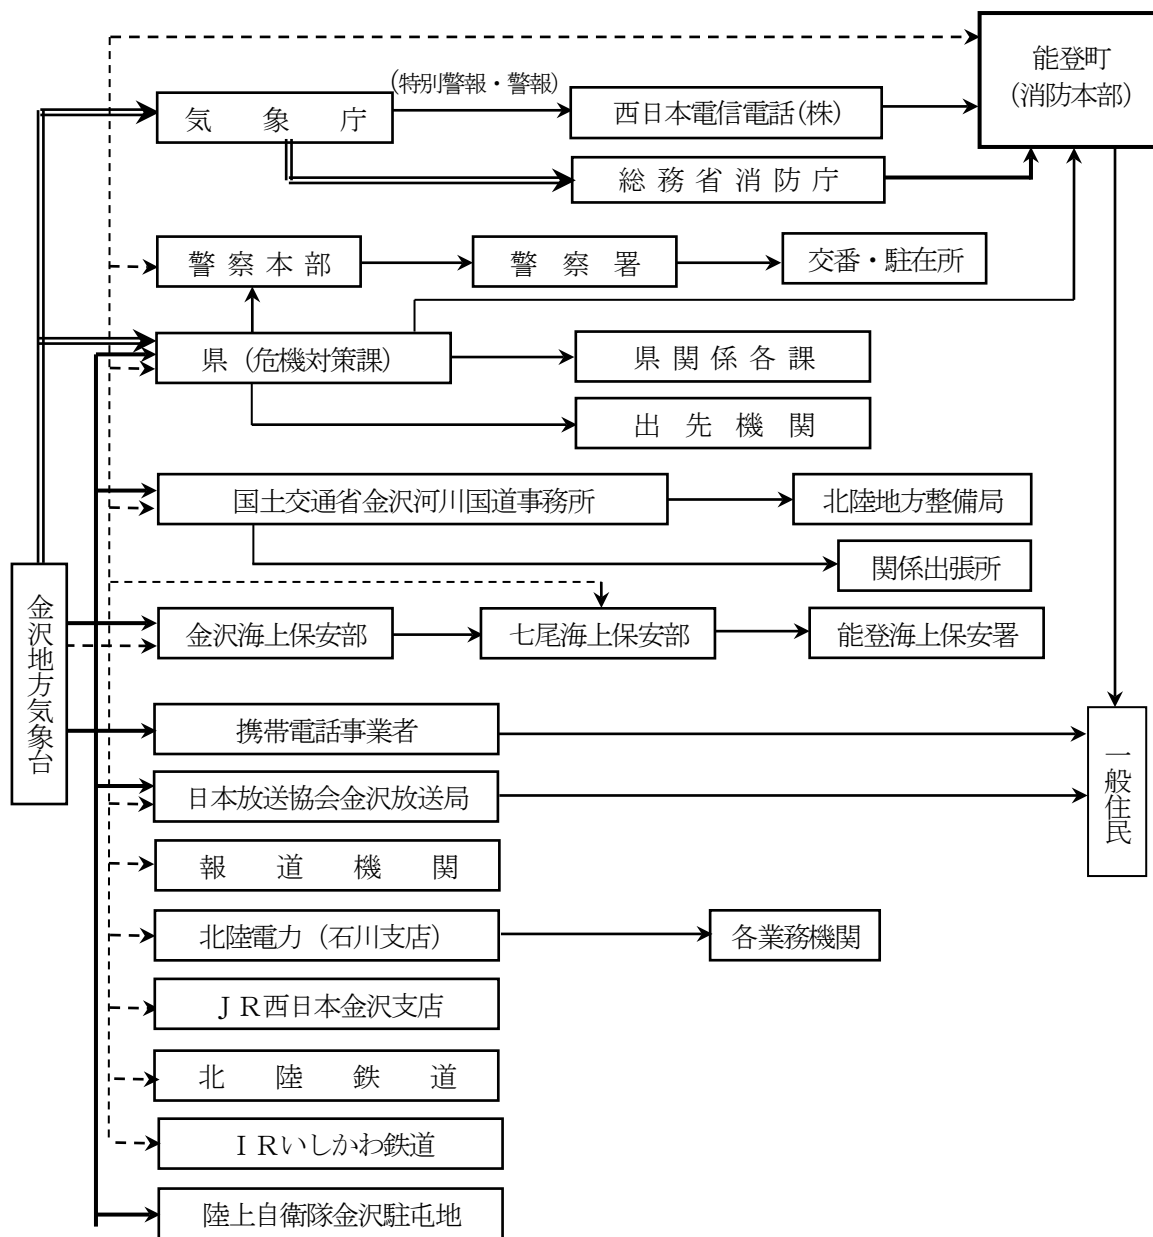 能登町
（消防本部）
（特別警報・警報）
気象庁
西日本電信電話（株）
総務省消防庁
警察本部
警察署
交番・駐在所
県（危機対策課）
県関係各課
出先機関
国土交通省金沢河川国道事務所
北陸地方整備局
関係出張所
金沢地方気象台
金沢海上保安部
七尾海上保安部
能登海上保安署
携帯電話事業者
一般住民
日本放送協会金沢放送局
報道機関
北陸電力（石川支店）
各業務機関
ＪＲ西日本金沢支店
北陸鉄道
ＩＲいしかわ鉄道
陸上自衛隊金沢駐屯地